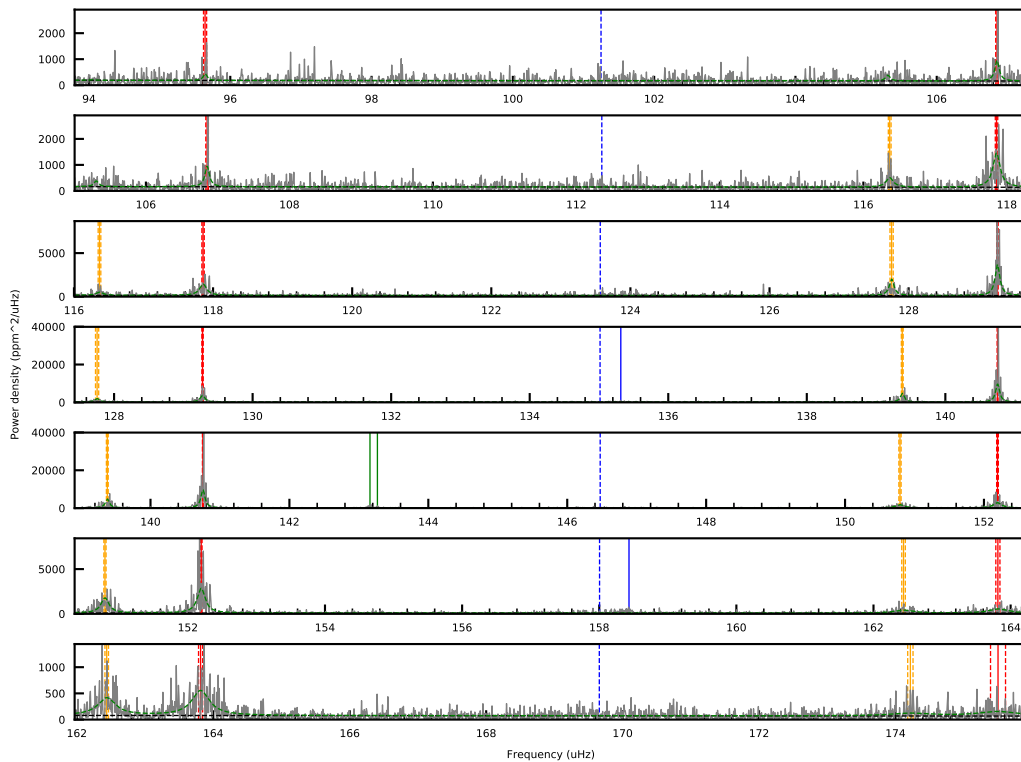 2000
1000
0
94 96 98 100 102 104 106
2000
1000
0
106 108 110 112 114 116 118
5000
0
116 118 120 122 124 126 128
40000
20000
0
128 130 132 134 136 138 140
Power density (ppm^2/uHz)
40000
20000
0
140 142 144 146 148 150 152
5000
0
152 154 156 158 160 162 164
1000
500
0
162 164 166 168 170 172 174
Frequency (uHz)